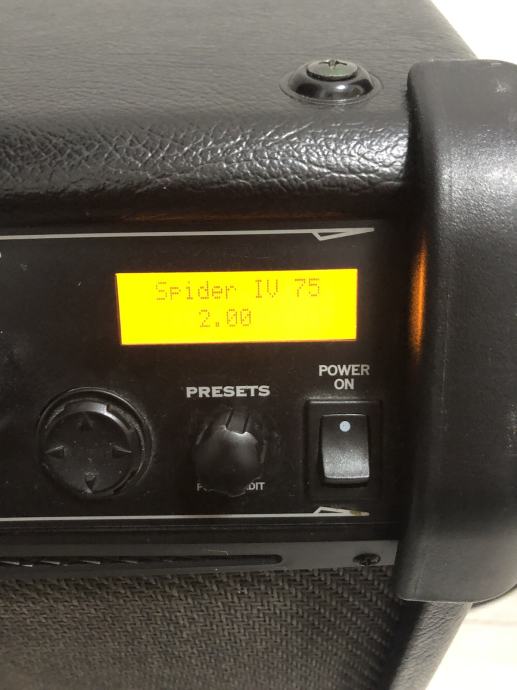 Spider IV 75
2.00
POWER
ON
PRESETS